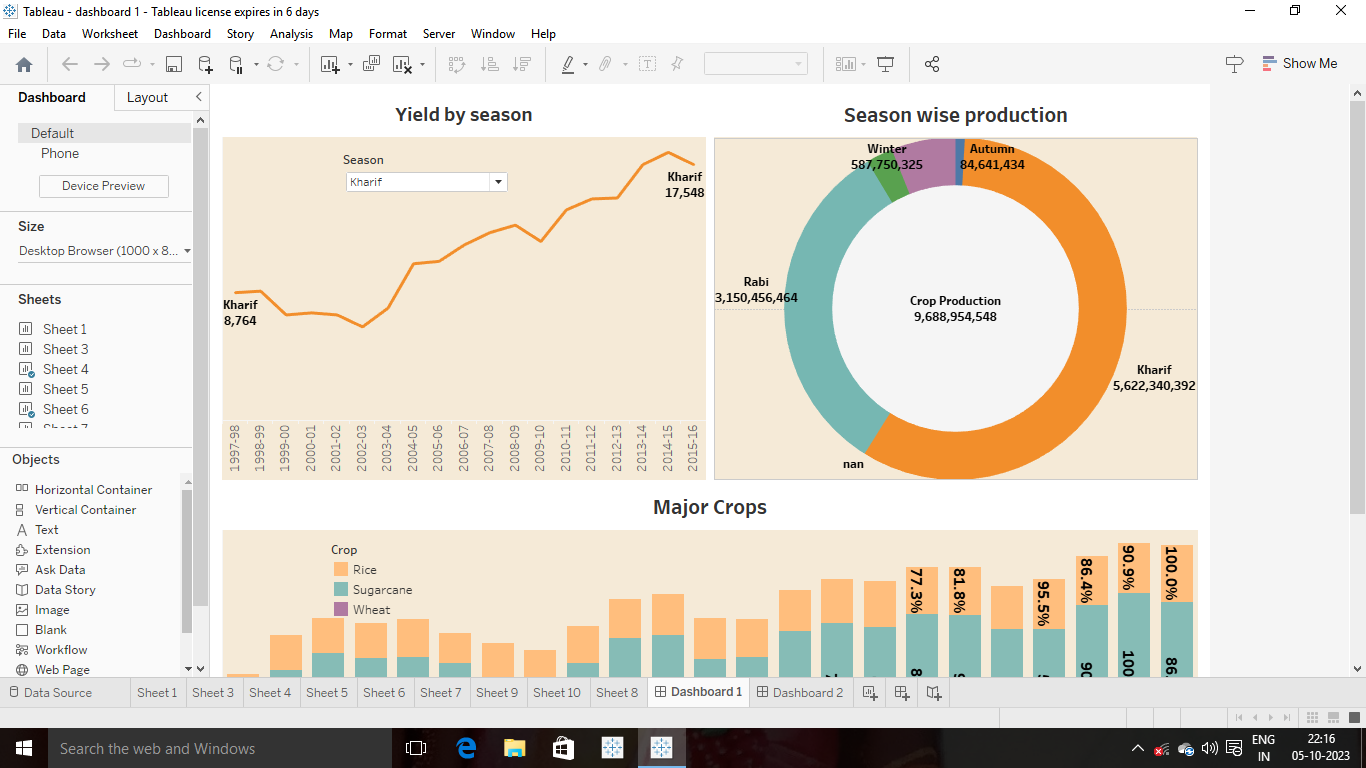 Tableau - dashboard 1 - Tableau license expires in 6 days
File Data Worksheet Dashboard Story Analysis Map Format Server Window Help
Show Me
Dashboard Layout
Default
Phone
Device Preview
Size
Desktop Browser (1000 x 8...
Sheets
Sheet 1
Sheet 3
Sheet 4
Sheet 5
Sheet 6
Objects
Horizontal Container
Vertical Container
Text
Extension
Ask Data
Data Story
Image
Blank
Workflow
Web Page
Yield by season
Season
Kharif
Kharif
17,548
Kharif
8,764
1997-98
1998-99
1999-00
2000-01
2001-02
2002-03
2003-04
2004-05
2005-06
2006-07
2007-08
2008-09
2009-10
2010-11
2011-12
2012-13
2013-14
2014-15
2015-16
Season wise production
Winter
587,750,325
Autumn
84,641,434
Rabi
3,150,456,464
Crop Production
9,688,954,548
Kharif
5,622,340,392
nan
Major Crops
Crop
Rice
Sugarcane
Wheat
77.3%
81.8%
95.5%
86.4%
90.9%
100.0%
Data Source Sheet 1 Sheet 3 Sheet 4 Sheet 5 Sheet 6 Sheet 7 Sheet 9 Sheet 10 Sheet 8 Dashboard 1 Dashboard 2
Search the web and Windows
ENG
IN
22:16
05-10-2023